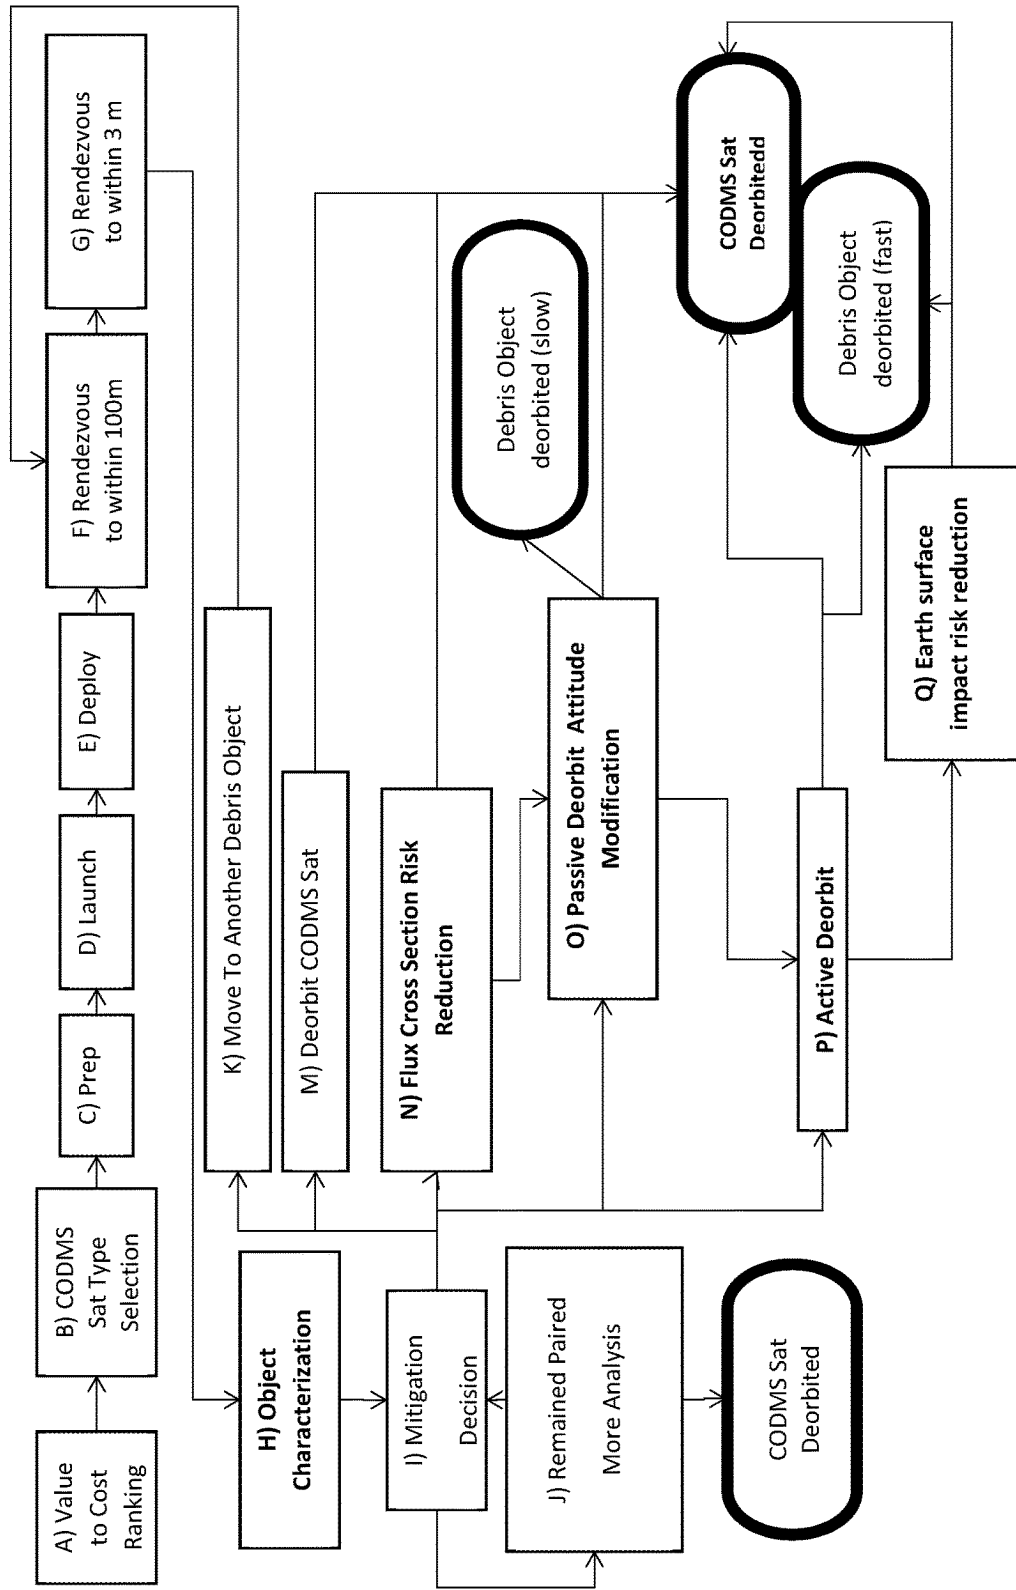 A) Value
to Cost
Ranking
B) CODMS
Sat Type
Selection
C) Prep
D) Launch
E) Deploy
F) Rendezvous
to within 100m
G) Rendezvous
to within 3 m
H) Object
Characterization
I) Mitigation
Decision
J) Remained Paired
More Analysis
CODMS Sat
Deorbited
K) Move To Another Debris Object
M) Deorbit CODMS Sat
N) Flux Cross Section Risk
Reduction
O) Passive Deorbit Attitude
Modification
P) Active Deorbit
Q) Earth surface
impact risk reduction
Debris Object
deorbited (slow)
CODMS Sat
Deorbitedd
Debris Object
deorbited (fast)